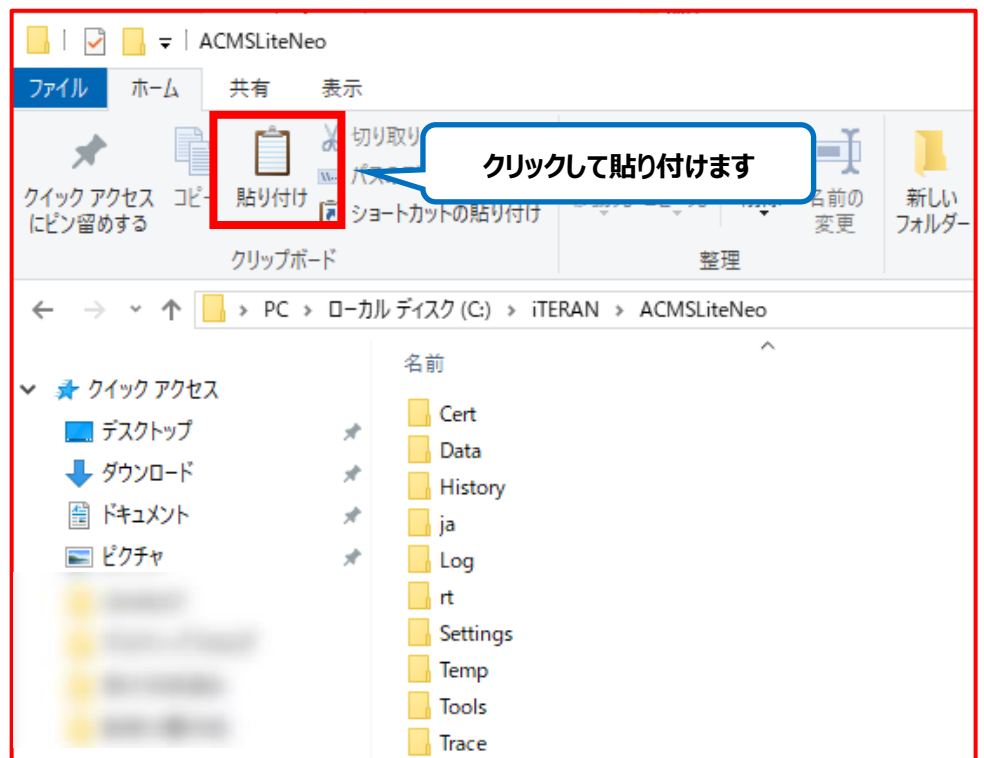 ACMSLiteNeo
ファイル ホーム 共有 表示
クイック アクセス
にピン留めする
コピー
貼り付け
切り取り
ショートカットの貼り付け
クリックして貼り付けます
名前の
変更
新しい
フォルダー
クリップボード
整理
PC > ローカル ディスク (C:) > iTERAN > ACMSLiteNeo
名前
クイック アクセス
デスクトップ
ダウンロード
ドキュメント
ピクチャ
Cert
Data
History
ja
Log
rt
Settings
Temp
Tools
Trace